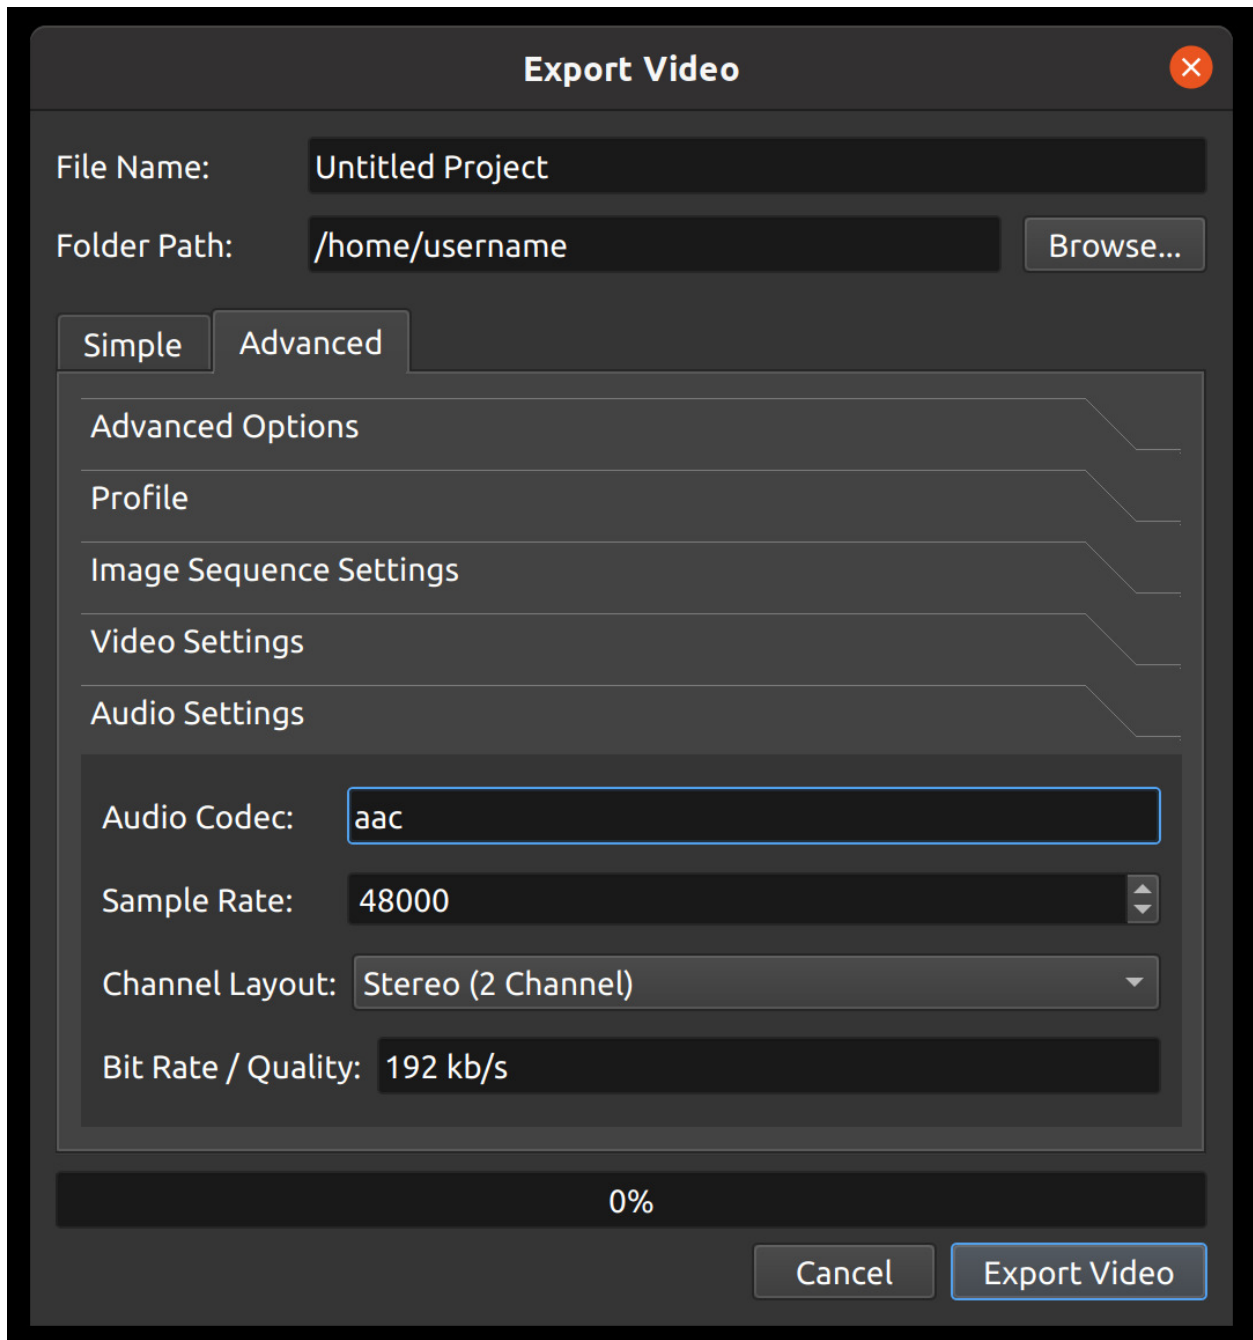 Export Video
File Name: Untitled Project
Folder Path: /home/username Browse...
Simple Advanced
Advanced Options
Profile
Image Sequence Settings
Video Settings
Audio Settings
Audio Codec: aac
Sample Rate: 48000
Channel Layout: Stereo (2 Channel)
Bit Rate / Quality: 192 kb/s
0%
Cancel Export Video